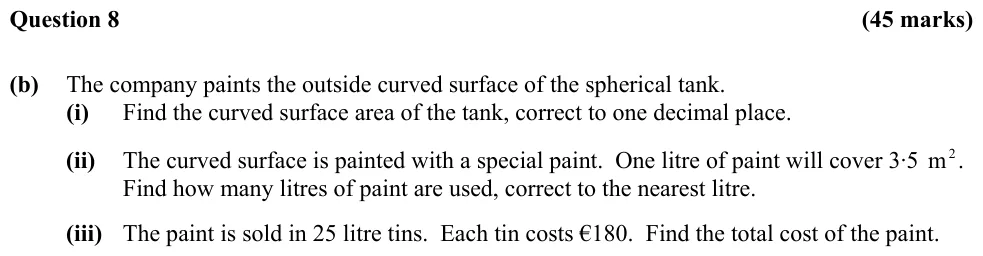 Question 8 (45 marks)
(b) The company paints the outside curved surface of the spherical tank.
(i) Find the curved surface area of the tank, correct to one decimal place.
(ii) The curved surface is painted with a special paint. One litre of paint will cover 3·5 m².
Find how many litres of paint are used, correct to the nearest litre.
(iii) The paint is sold in 25 litre tins. Each tin costs €180. Find the total cost of the paint.